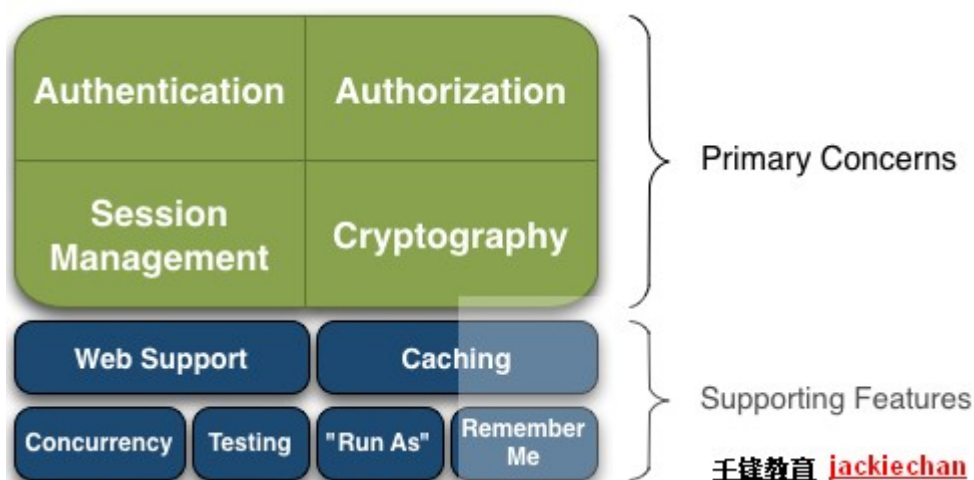 Authentication
Authorization
Primary Concerns
Session
Management
Cryptography
Web Support
Caching
Supporting Features
Concurrency
Testing
"Run As"
Remember
Me
千锋教育 jackiechan